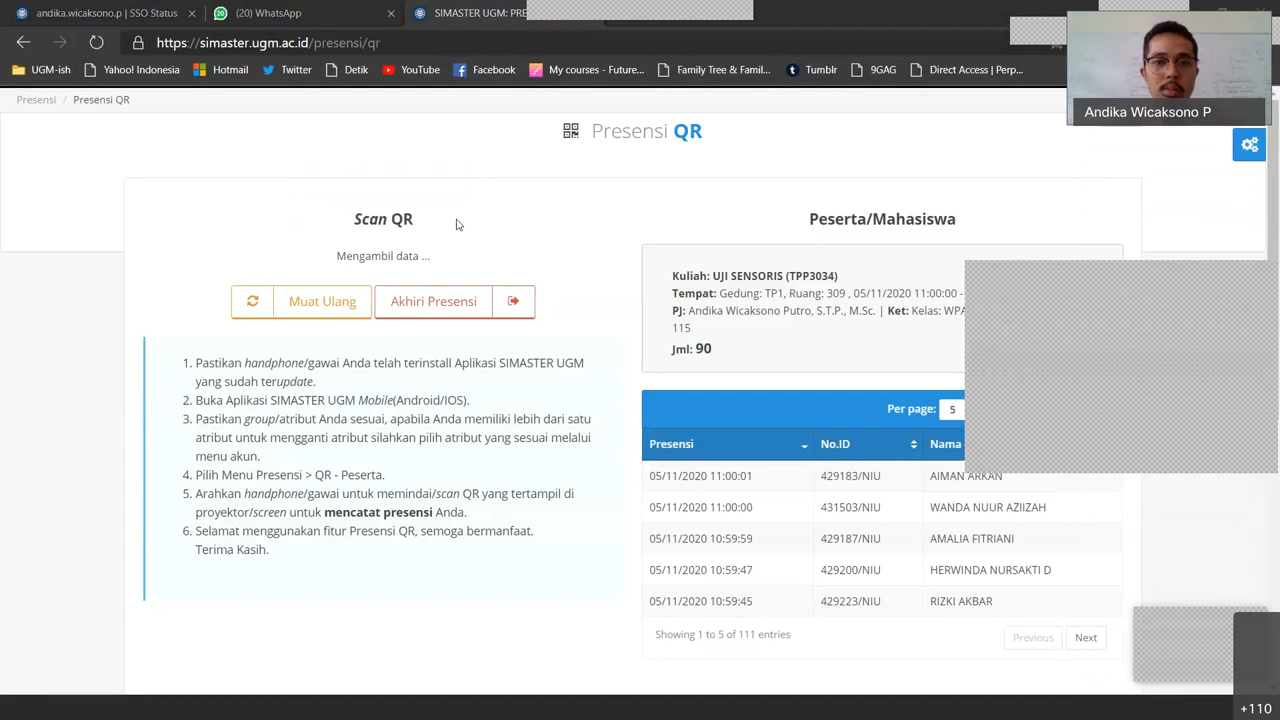 andika.wicaksono.s | SSO Status
(20) WhatsApp
SIMASTER UGM: PRE
https://simaster.ugm.ac.id/presensi/qr
UGM-ish
Yahoo! Indonesia
Hotmail
Twitter
Detik
YouTube
Facebook
My courses - Future...
Family Tree & Famil...
Tumblr
9GAG
Direct Access | Perp...
Andika Wicaksono P
Presensi / Presensi QR
Presensi QR
Scan QR
Mengambil data ...
Muat Ulang
Akhiri Presensi
1. Pastikan handphone/gawai Anda telah terinstall Aplikasi SIMASTER UGM
yang sudah terupdate.
2. Buka Aplikasi SIMASTER UGM Mobile(Android/IOS).
3. Pastikan group/atribut Anda sesuai, apabila Anda memiliki lebih dari satu
atribut untuk mengganti atribut silahkan pilih atribut yang sesuai melalui
menu akun.
4. Pilih Menu Presensi > QR - Peserta.
5. Arahkan handphone/gawai untuk memindai/scan QR yang tertampil di
proyektor/screen untuk mencatat presensi Anda.
6. Selamat menggunakan fitur Presensi QR, semoga bermanfaat.
Terima Kasih.
Peserta/Mahasiswa
Kuliah: UJI SENSORIS (TPP3034)
Tempat: Gedung: TP1, Ruang: 309 , 05/11/2020 11:00:00 -
PJ: Andika Wicaksono Putro, S.T.P., M.Sc. | Ket: Kelas: WPA
115
Jml: 90
Per page: 5
Presensi No.ID Nama
05/11/2020 11:00:01 429183/NIU AIMAN ARKAN
05/11/2020 11:00:00 431503/NIU WANDA NUUR AZIIZAH
05/11/2020 10:59:59 429187/NIU AMALIA FITRIANI
05/11/2020 10:59:47 429200/NIU HERWINDA NURSAKTI D
05/11/2020 10:59:45 429223/NIU RIZKI AKBAR
Showing 1 to 5 of 111 entries
Previous
Next
+110